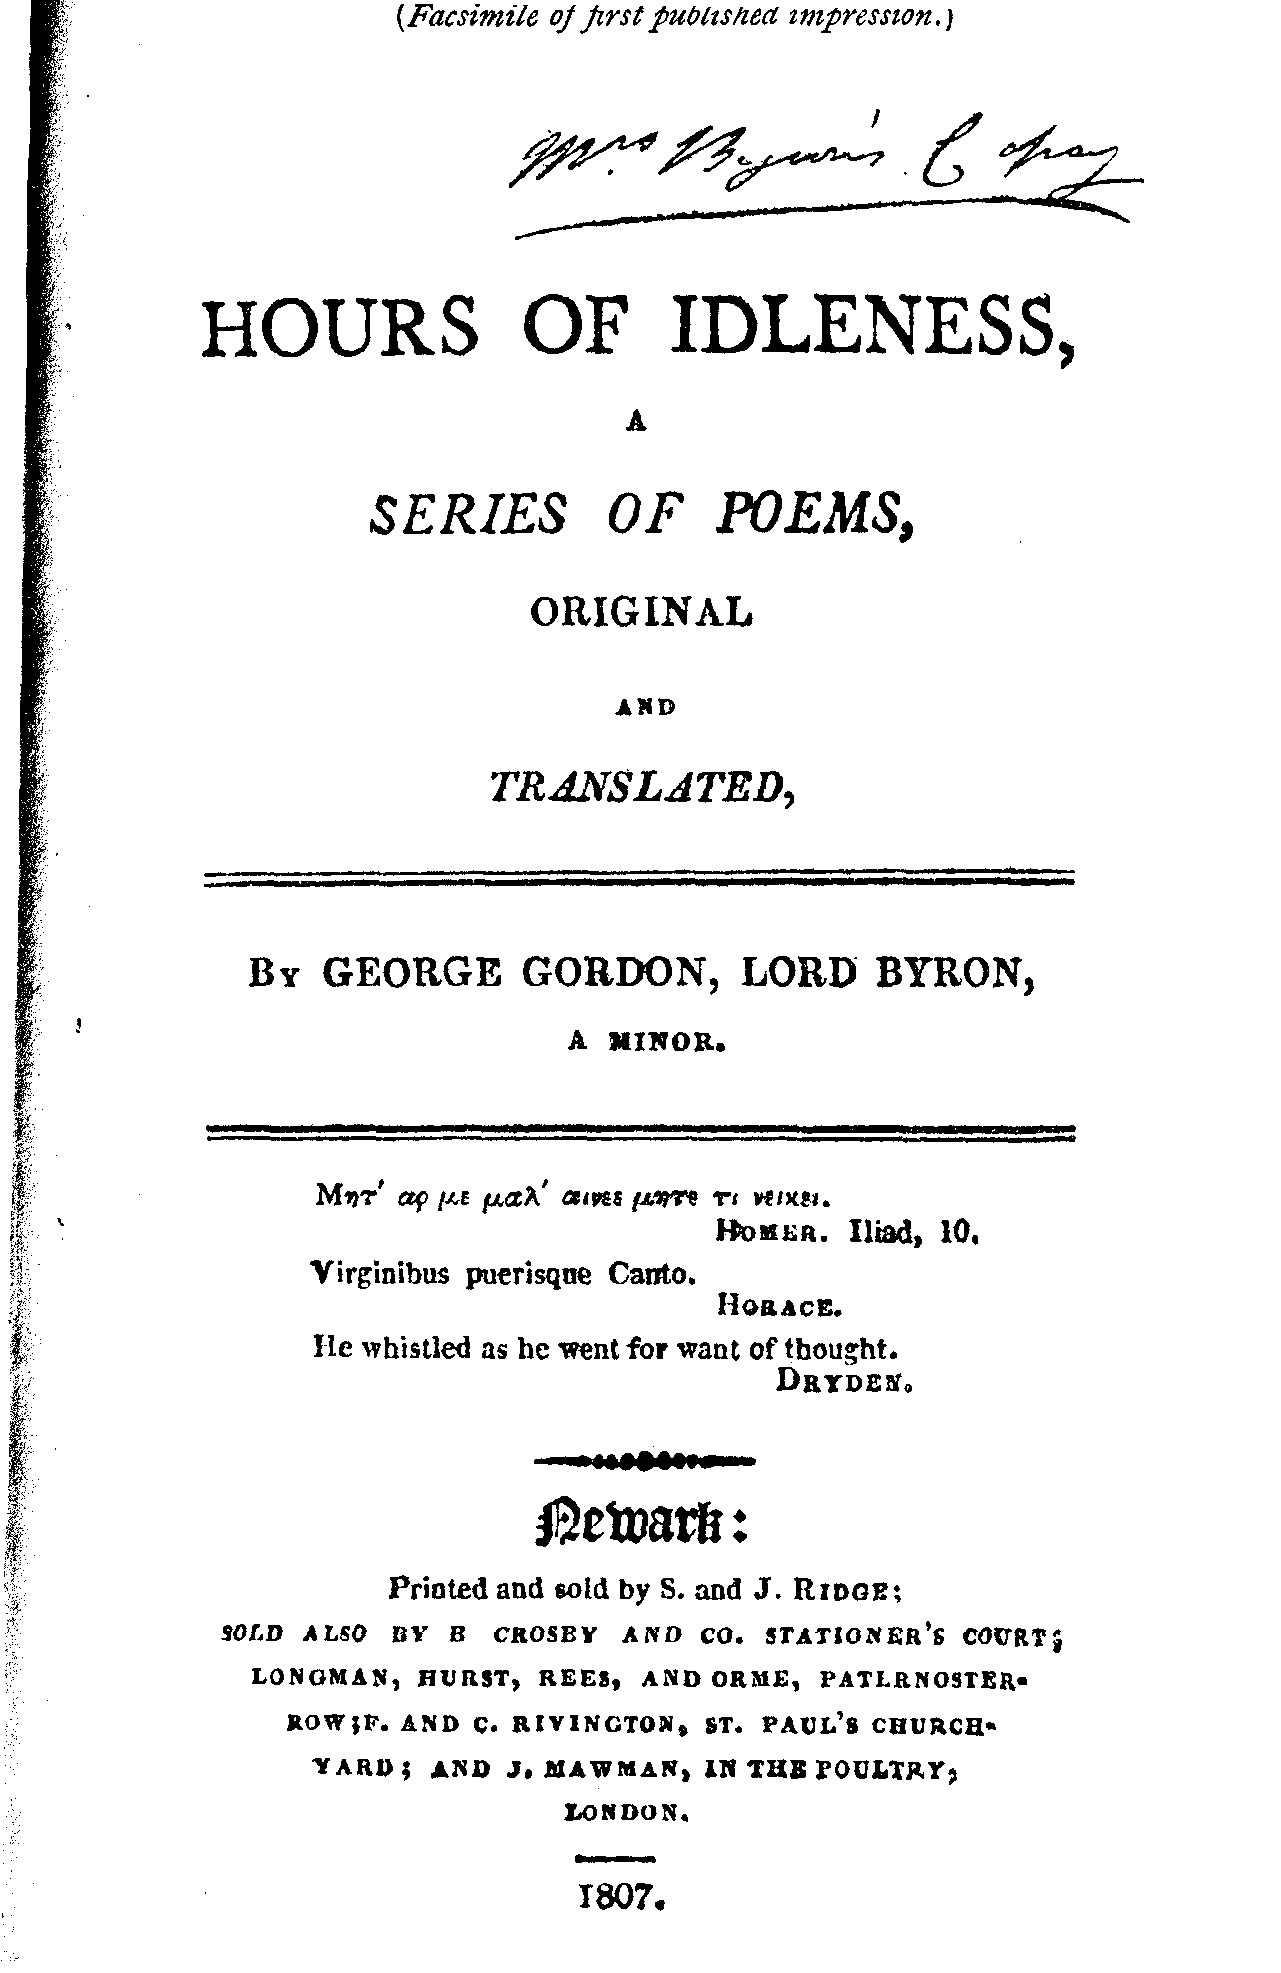 (Facsimile of first published impression.)
Mrs Byron's Copy
HOURS OF IDLENESS,
A
SERIES OF POEMS,
ORIGINAL
AND
TRANSLATED,
BY GEORGE GORDON, LORD BYRON,
A MINOR.
Μητ' αρ με μαλ' αινεε μητε τι νεικει.
HOMER. Iliad, 10.
Virginibus puerisque Canto.
HORACE.
He whistled as he went for want of thought.
DRYDEN.
Newark:
Printed and sold by S. and J. RIDGE;
SOLD ALSO BY B CROSBY AND CO. STATIONER'S COURT;
LONGMAN, HURST, REES, AND ORME, PATERNOSTER-
ROW; F. AND C. RIVINGTON, ST. PAUL'S CHURCH-
YARD; AND J. MAWMAN, IN THE POULTRY;
LONDON.
1807.